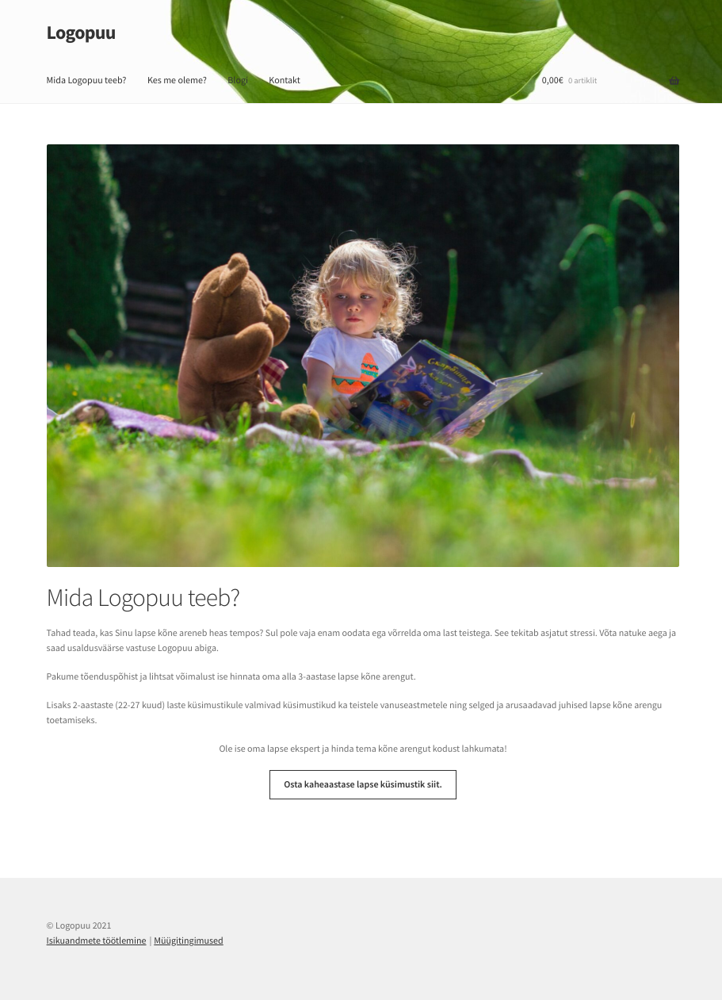 Logopuu
Mida Logopuu teeb? Kes me oleme? Blogi Kontakt 0,00€ 0 artiklit
Скарбниця
казок
Mida Logopuu teeb?
Tahad teada, kas Sinu lapse kõne areneb heas tempos? Sul pole vaja enam oodata ega võrrelda oma last teistega. See tekitab asjatut stressi. Võta natuke aega ja
saad usaldusväärse vastuse Logopuu abiga.
Pakume tõenduspõhist ja lihtsat võimalust ise hinnata oma alla 3-aastase lapse kõne arengut.
Lisaks 2-aastaste (22-27 kuud) laste küsimustikule valmivad küsimustikud ka teistele vanuseastmetele ning selged ja arusaadavad juhised lapse kõne arengu
toetamiseks.
Ole ise oma lapse ekspert ja hinda tema kõne arengut kodust lahkumata!
Osta kaheaastase lapse küsimustik siit.
© Logopuu 2021
Isikuandmete töötlemine | Müügitingimused